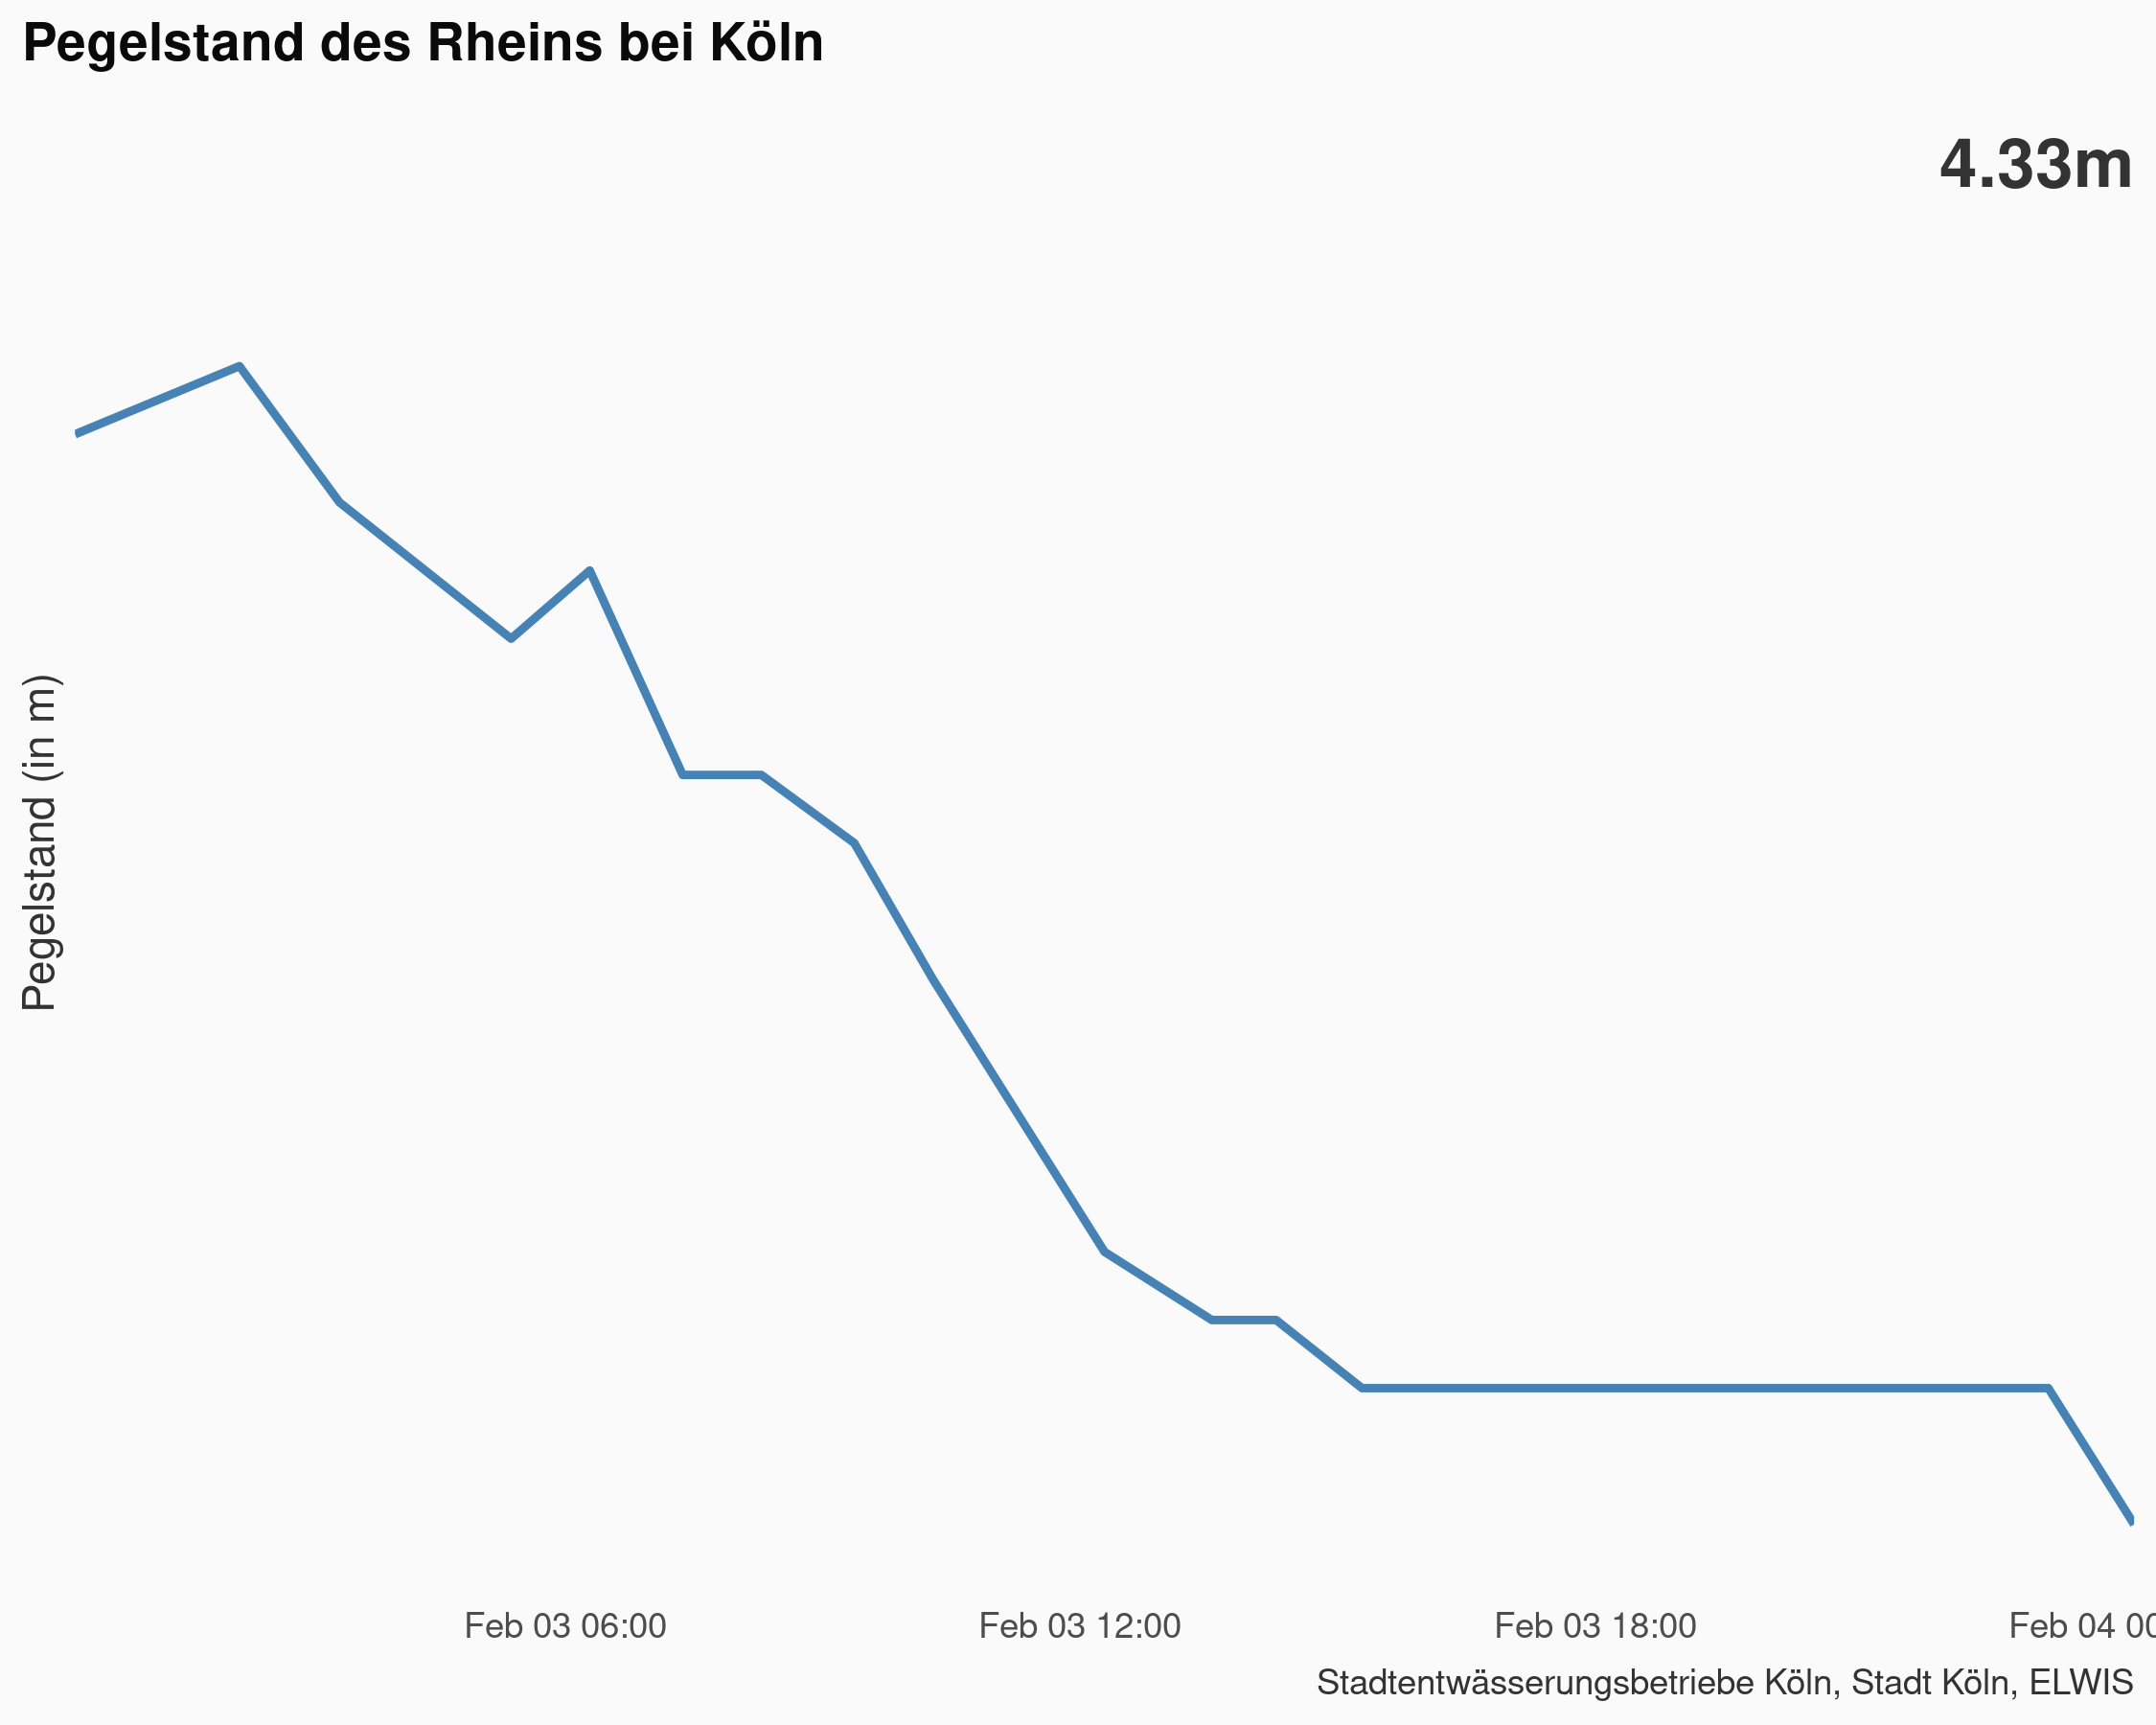 Pegelstand des Rheins bei Köln
4.33m
Pegelstand (in m)
Feb 03 06:00
Feb 03 12:00
Feb 03 18:00
Feb 04 00
Stadtentwässerungsbetriebe Köln, Stadt Köln, ELWIS